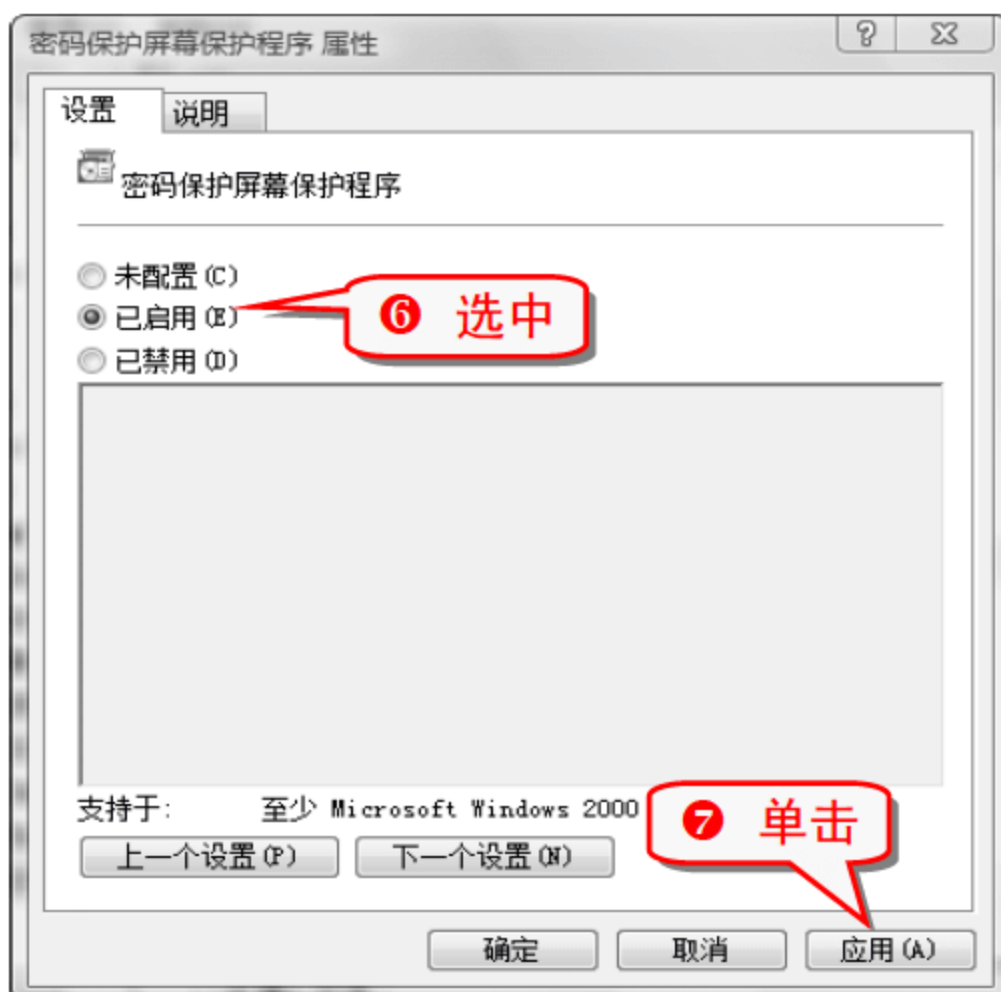 密码保护屏幕保护程序 属性
设置
说明
密码保护屏幕保护程序
未配置(C)
已启用(E)
❻ 选中
已禁用(D)
支持于: 至少 Microsoft Windows 2000
❼ 单击
上一个设置(P)
下一个设置(N)
确定
取消
应用(A)